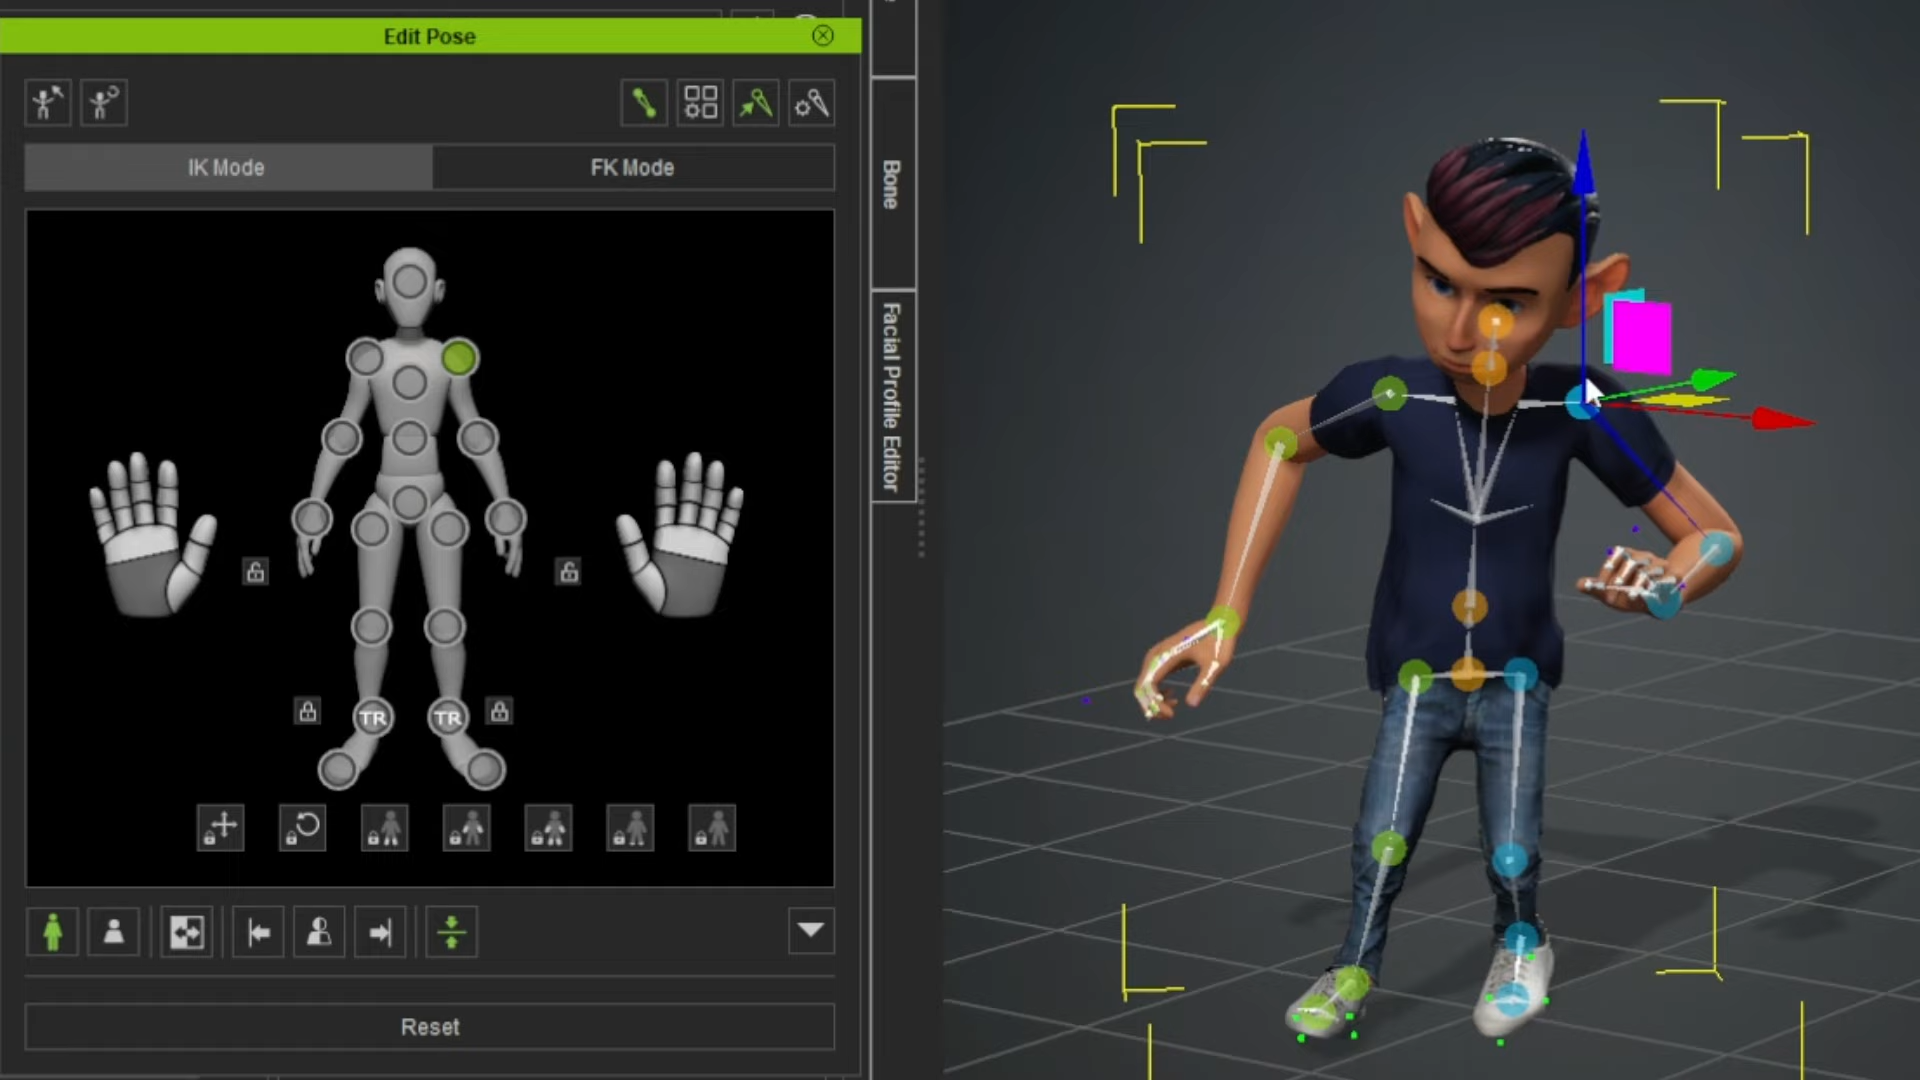 Edit Pose
IK Mode
FK Mode
TR
TR
Reset
Bone
Facial Profile Editor